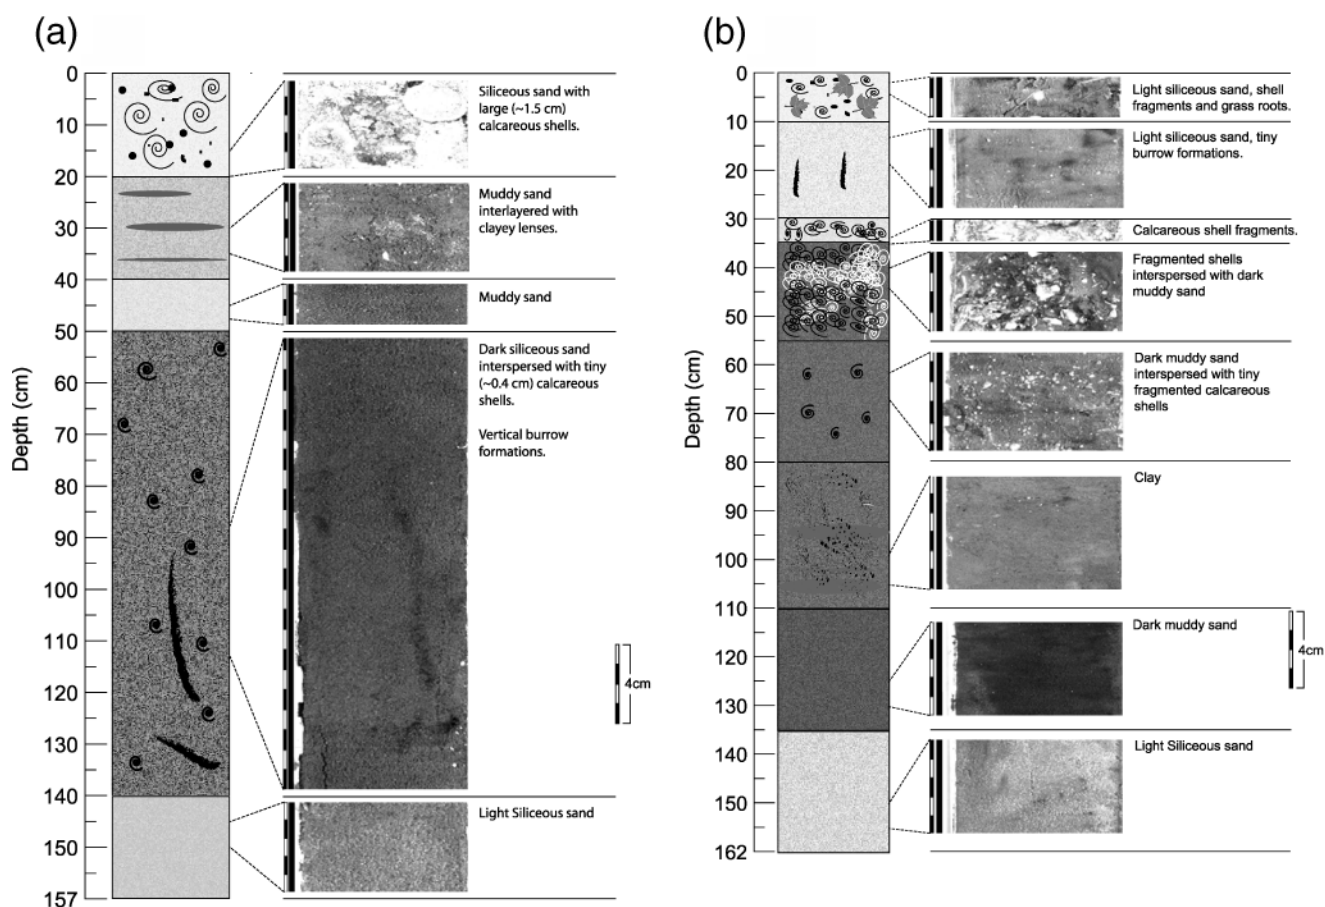 (a)
0
10
20
30
40
50
60
70
80
90
100
110
120
130
140
150
157
Depth (cm)
Siliceous sand with
large (~1.5 cm)
calcareous shells.
Muddy sand
interlayered with
clayey lenses.
Muddy sand
Dark siliceous sand
interspersed with tiny
(~0.4 cm) calcareous
shells.
Vertical burrow
formations.
4cm
Light Siliceous sand
(b)
0
10
20
30
40
50
60
70
80
90
100
110
120
130
140
150
162
Depth (cm)
Light siliceous sand, shell
fragments and grass roots.
Light siliceous sand, tiny
burrow formations.
Calcareous shell fragments.
Fragmented shells
interspersed with dark
muddy sand
Dark muddy sand
interspersed with tiny
fragmented calcareous
shells
Clay
Dark muddy sand
4cm
Light Siliceous sand